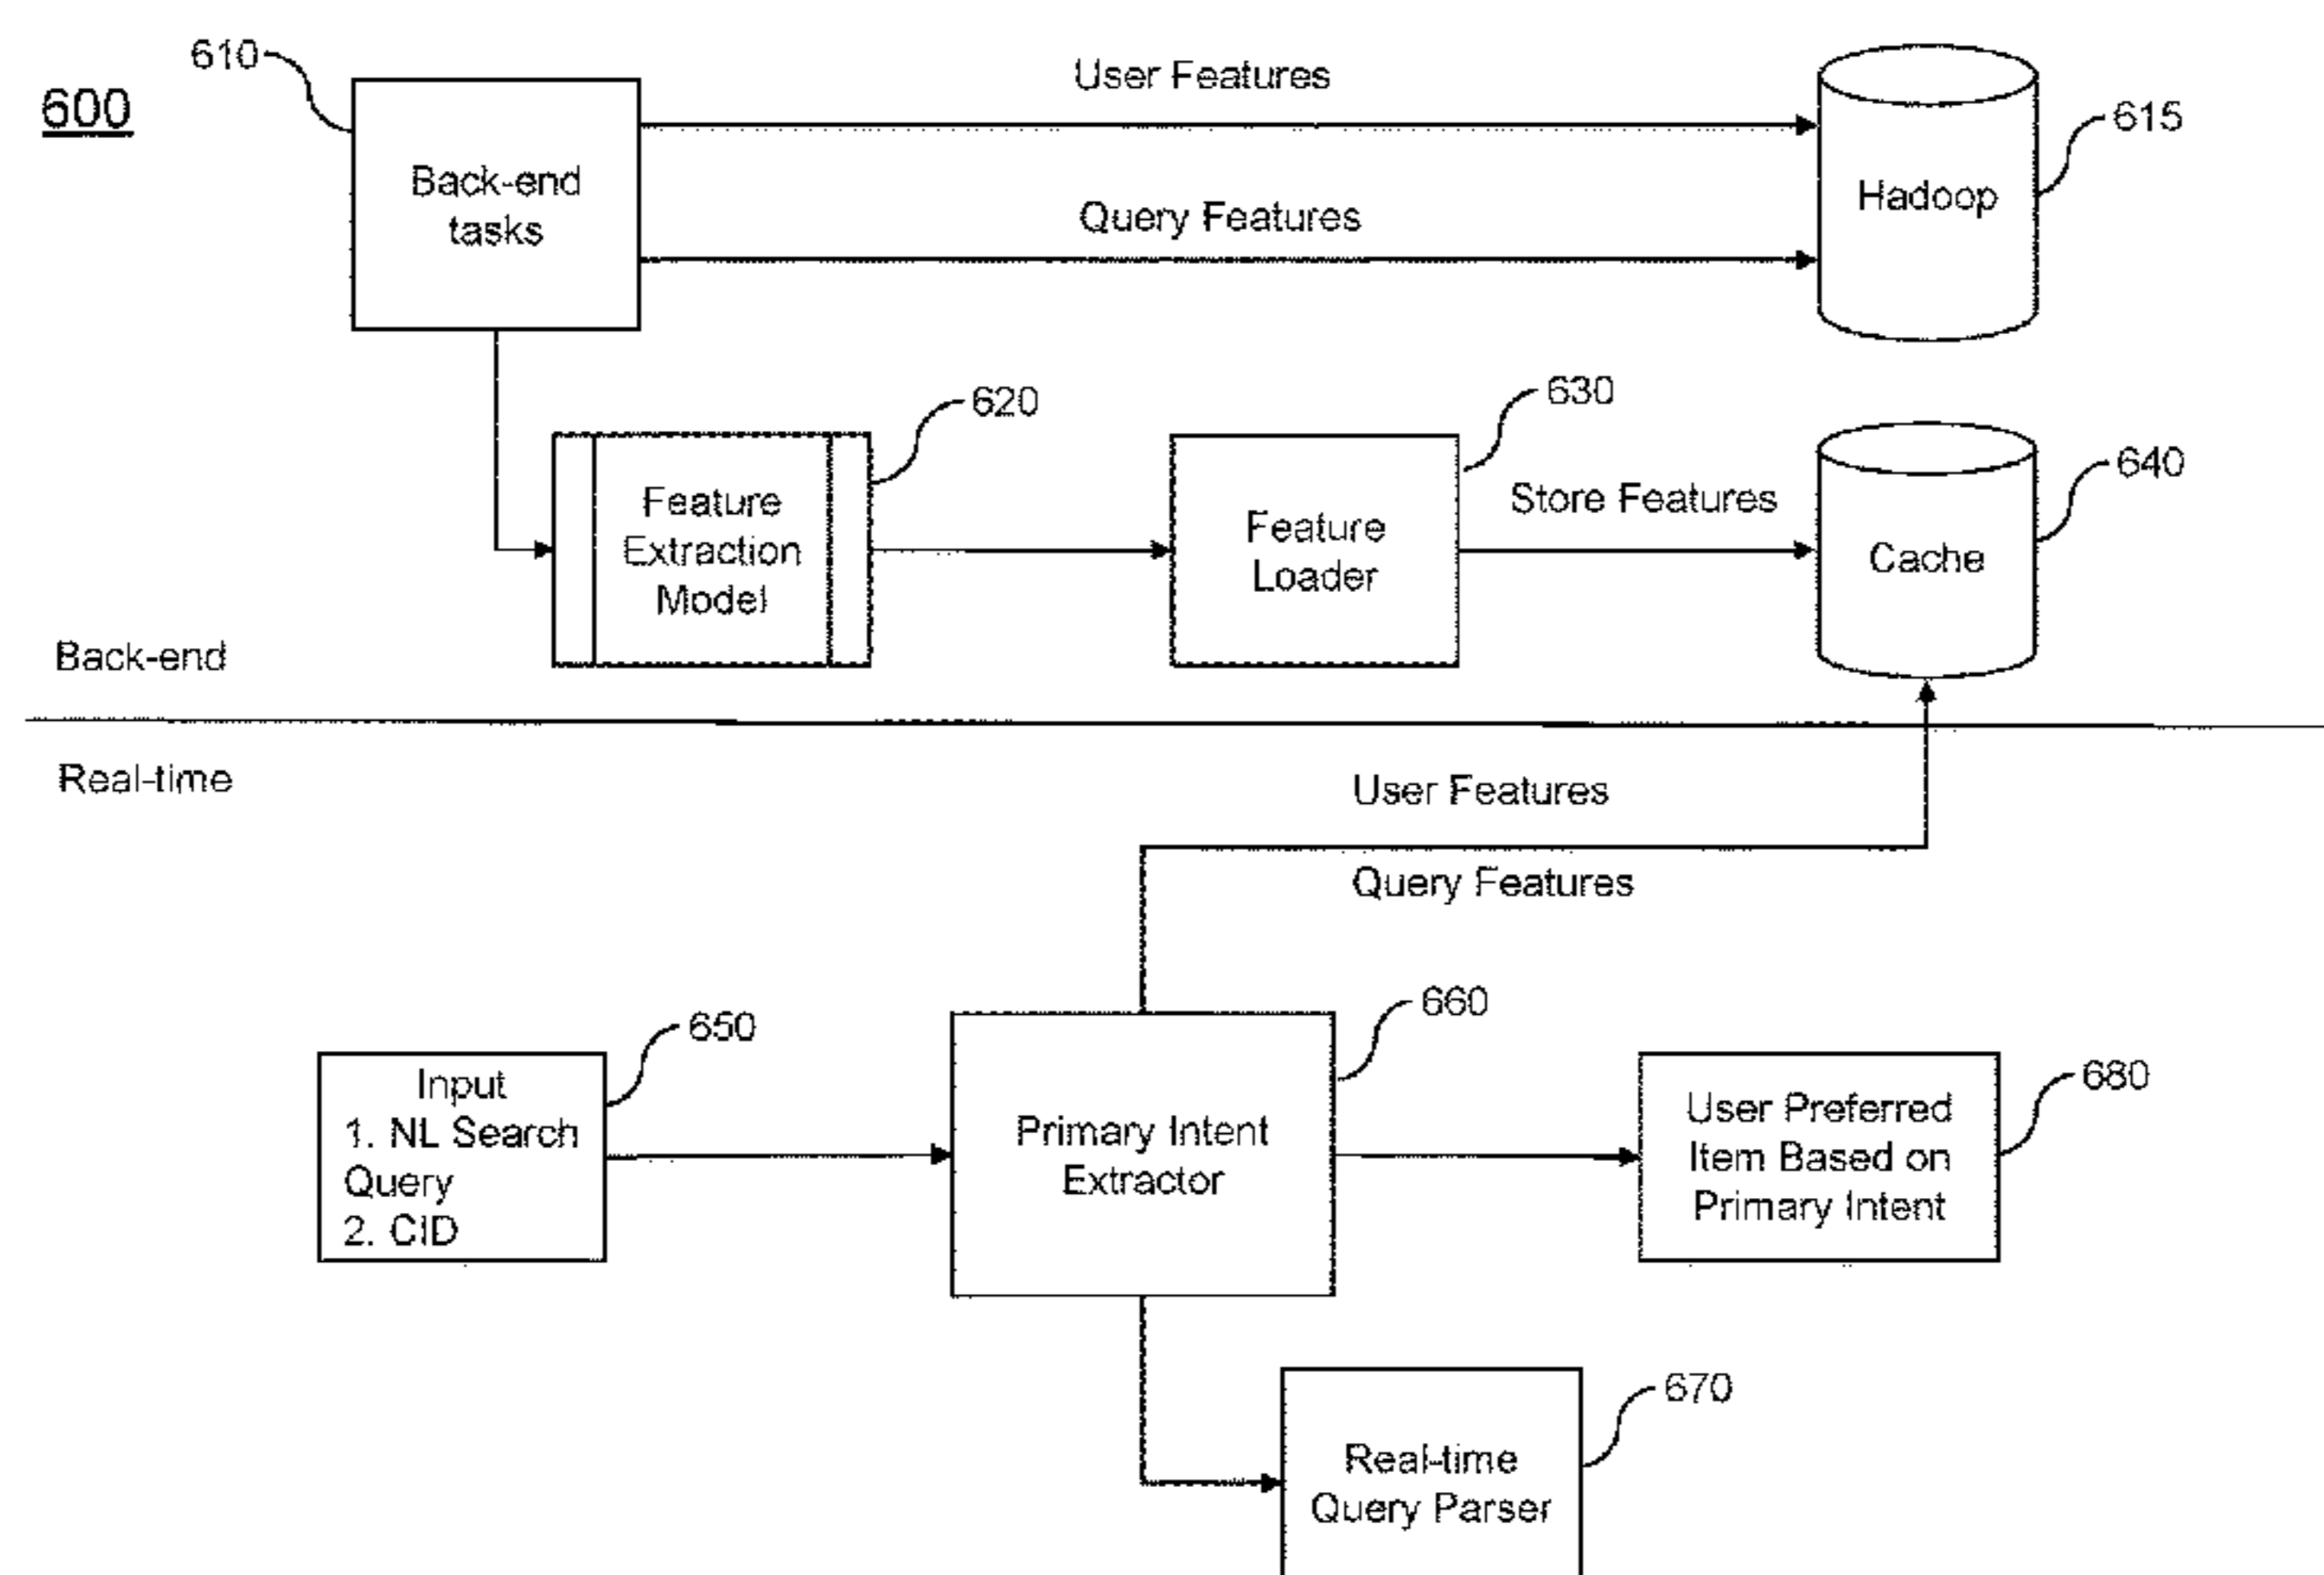 600
610
User Features
615
Back-end
tasks
Query Features
Hadoop
620
630
640
Feature
Extraction
Model
Feature
Loader
Store Features
Cache
Back-end
Real-time
User Features
Query Features
650
660
680
Input
1. NL Search
Query
2. CID
Primary Intent
Extractor
User Preferred
Item Based on
Primary Intent
670
Real-time
Query Parser